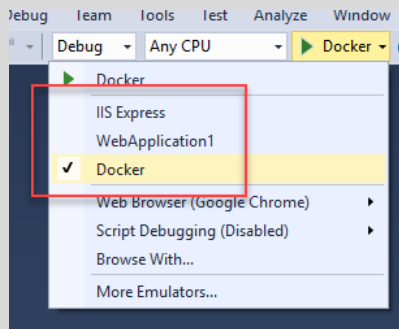 Debug Team Tools Test Analyze Window
Debug Any CPU Docker
Docker
IIS Express
WebApplication1
Docker
Web Browser (Google Chrome)
Script Debugging (Disabled)
Browse With...
More Emulators...